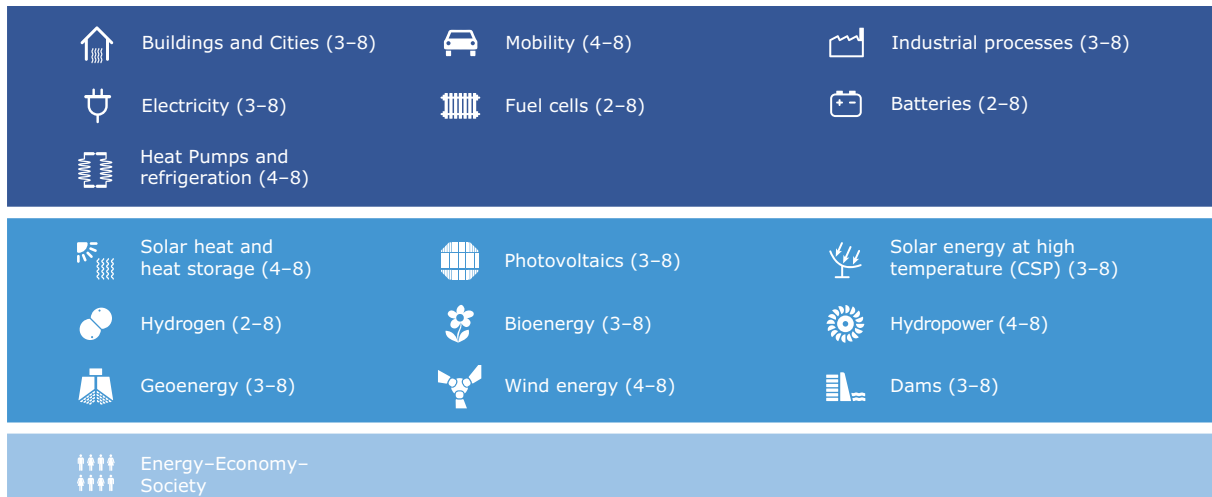 Buildings and Cities (3–8)
Mobility (4–8)
Industrial processes (3–8)
Electricity (3–8)
Fuel cells (2–8)
Batteries (2–8)
Heat Pumps and
refrigeration (4–8)
Solar heat and
heat storage (4–8)
Photovoltaics (3–8)
Solar energy at high
temperature (CSP) (3–8)
Hydrogen (2–8)
Bioenergy (3–8)
Hydropower (4–8)
Geoenergy (3–8)
Wind energy (4–8)
Dams (3–8)
Energy–Economy–
Society